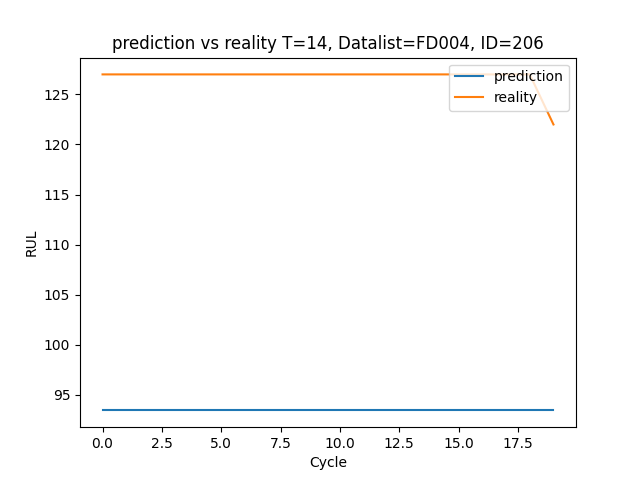 prediction vs reality T=14, Datalist=FD004, ID=206
prediction
reality
125
120
115
110
105
100
95
RUL
0.0 2.5 5.0 7.5 10.0 12.5 15.0 17.5
Cycle